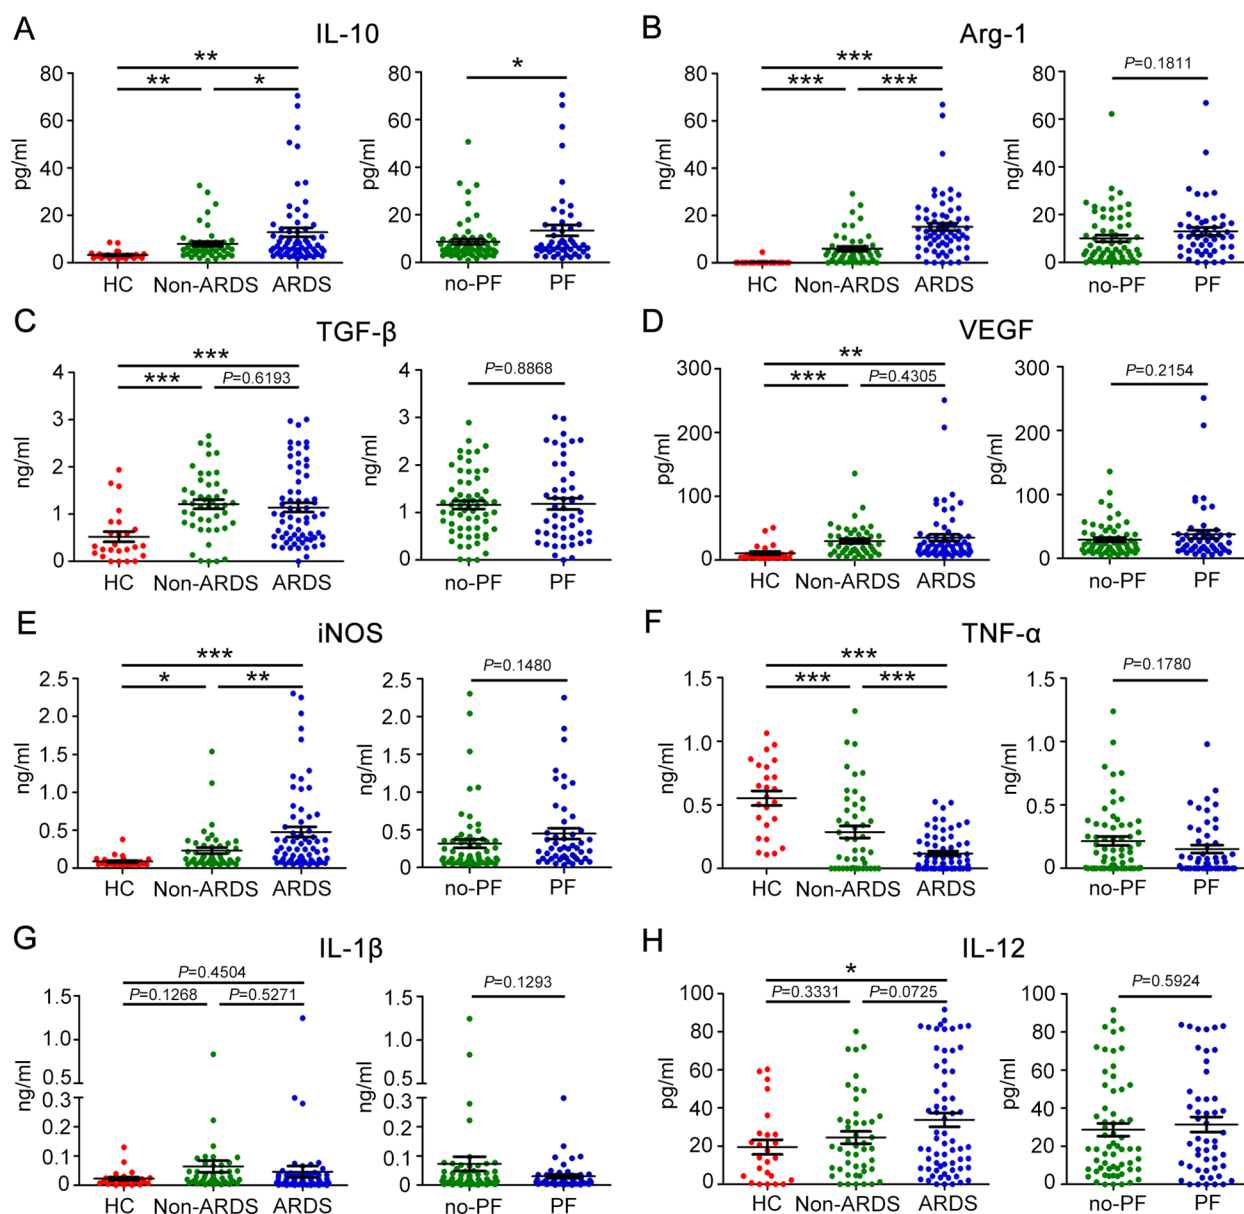 A
IL-10
**
**
*
80
60
40
20
0
pg/ml
HC
Non-ARDS
ARDS
*
80
60
40
20
0
pg/ml
no-PF
PF
B
Arg-1
***
***
***
80
60
40
20
0
ng/ml
HC
Non-ARDS
ARDS
P=0.1811
80
60
40
20
0
ng/ml
no-PF
PF
C
TGF-β
***
***
P=0.6193
4
3
2
1
0
ng/ml
HC
Non-ARDS
ARDS
P=0.8868
4
3
2
1
0
ng/ml
no-PF
PF
D
VEGF
**
***
P=0.4305
300
200
100
0
pg/ml
HC
Non-ARDS
ARDS
P=0.2154
300
200
100
0
pg/ml
no-PF
PF
E
iNOS
***
*
**
2.5
2.0
1.5
1.0
0.5
0
ng/ml
HC
Non-ARDS
ARDS
P=0.1480
2.5
2.0
1.5
1.0
0.5
0
ng/ml
no-PF
PF
F
TNF-α
***
***
***
1.5
1.0
0.5
0
ng/ml
HC
Non-ARDS
ARDS
P=0.1780
1.5
1.0
0.5
0
ng/ml
no-PF
PF
G
IL-1β
P=0.4504
P=0.1268
P=0.5271
1.5
1.0
0.5
0.3
0.2
0.1
0
ng/ml
HC
Non-ARDS
ARDS
P=0.1293
1.5
1.0
0.5
0.3
0.2
0.1
0
ng/ml
no-PF
PF
H
IL-12
*
P=0.3331
P=0.0725
100
80
60
40
20
0
pg/ml
HC
Non-ARDS
ARDS
P=0.5924
100
80
60
40
20
0
pg/ml
no-PF
PF